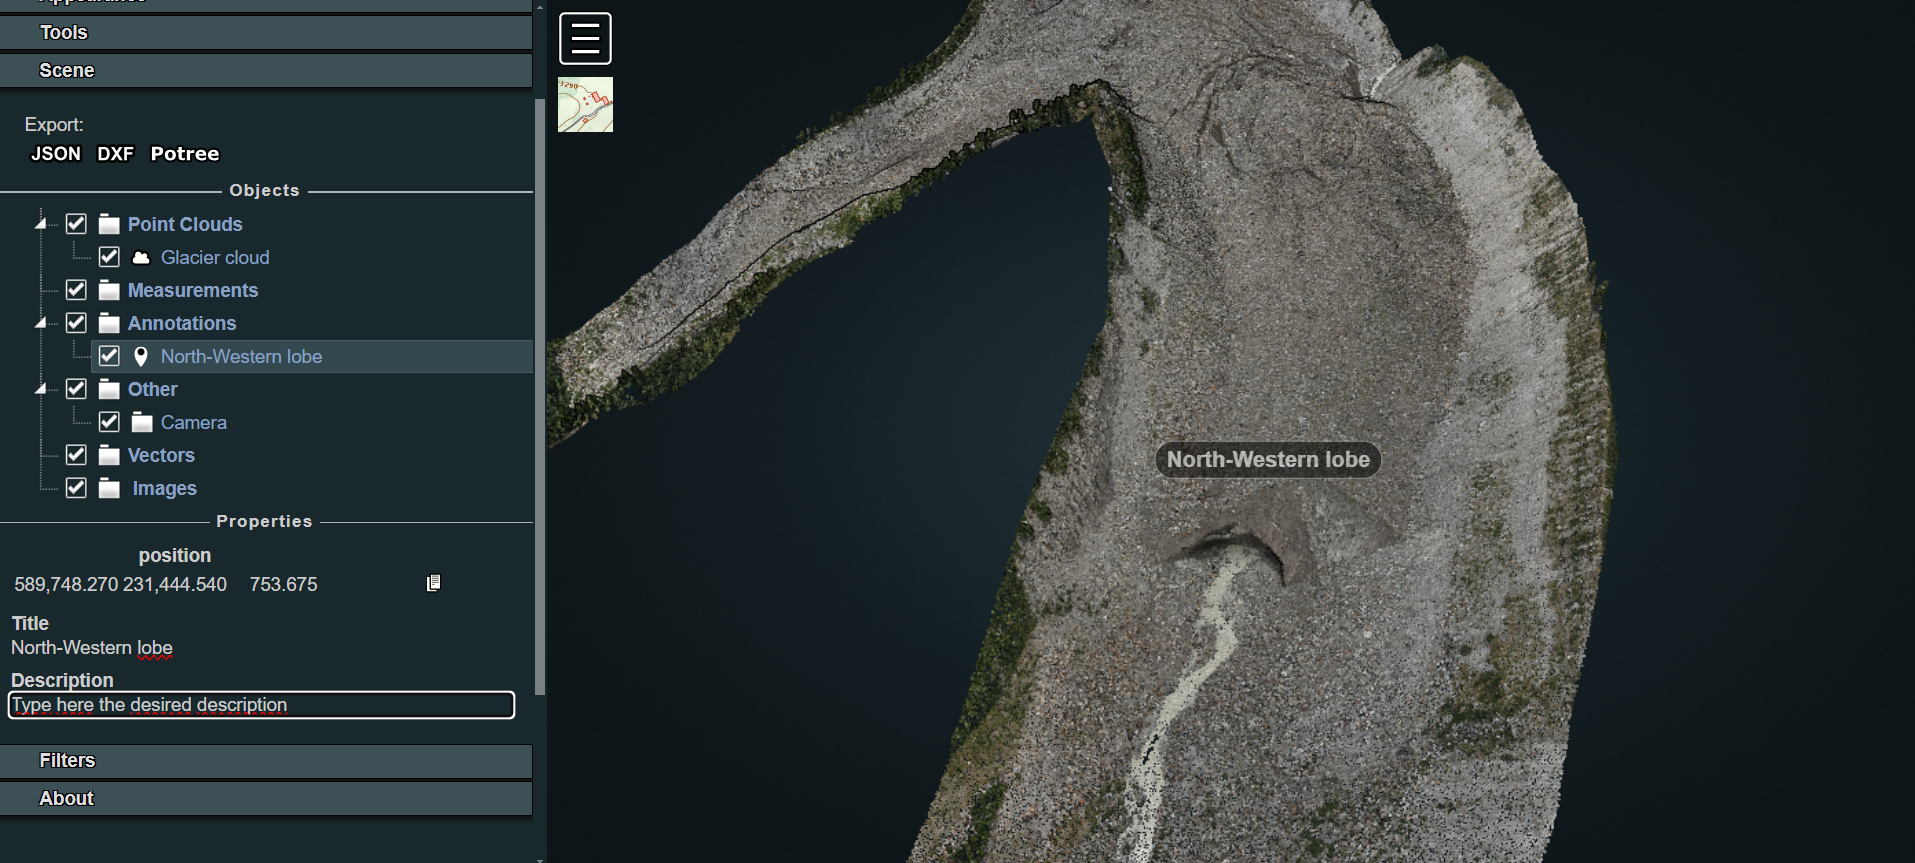 Appearance
Tools
Scene
Export:
JSON DXF Potree
Objects
Point Clouds
Glacier cloud
Measurements
Annotations
North-Western lobe
Other
Camera
Vectors
Images
Properties
position
589,748.270 231,444.540 753.675
Title
North-Western lobe
Description
Type here the desired description
Filters
About
1290
North-Western lobe